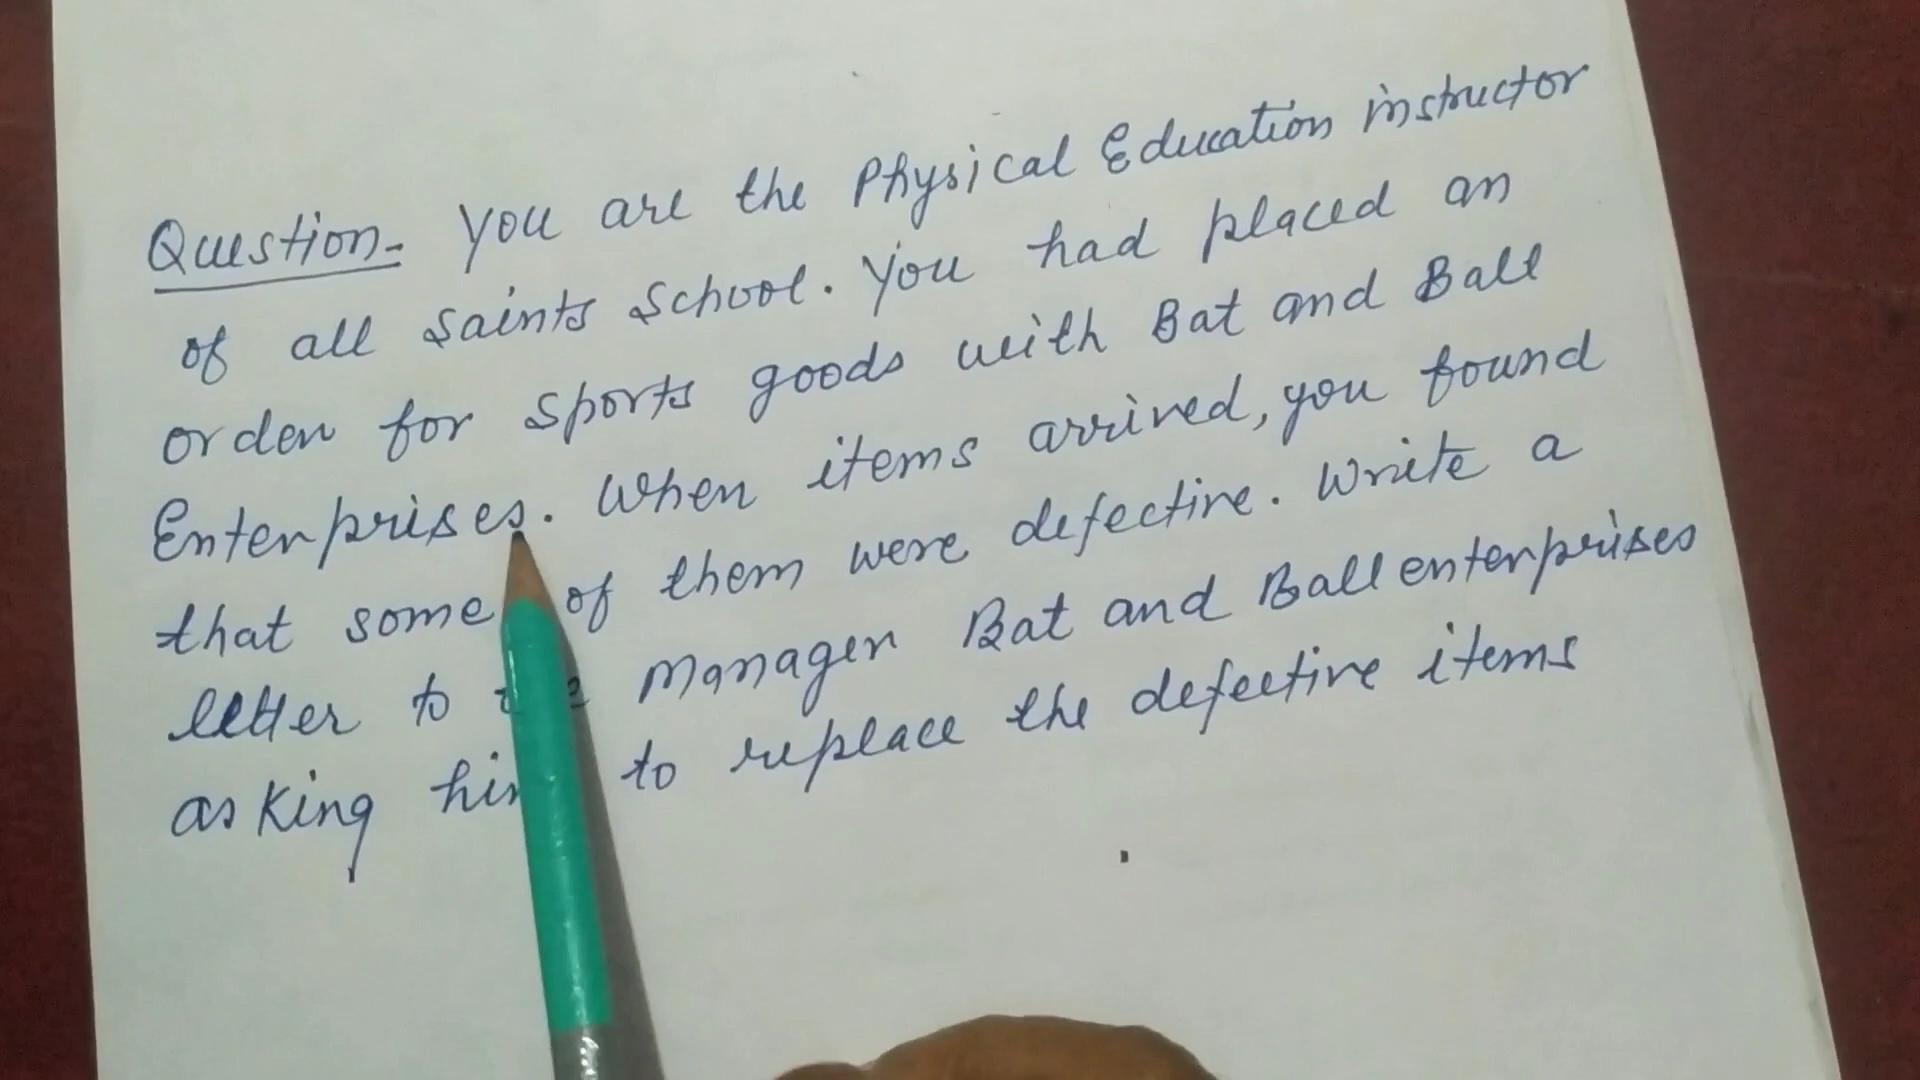 Question- You are the Physical Education instructor
of all Saints School. You had placed an
order for sports goods with Bat and Ball
Enterprises. When items arrived, you found
that some of them were defective. Write a
letter to Manager Bat and Ball enterprises
asking to replace the defective items